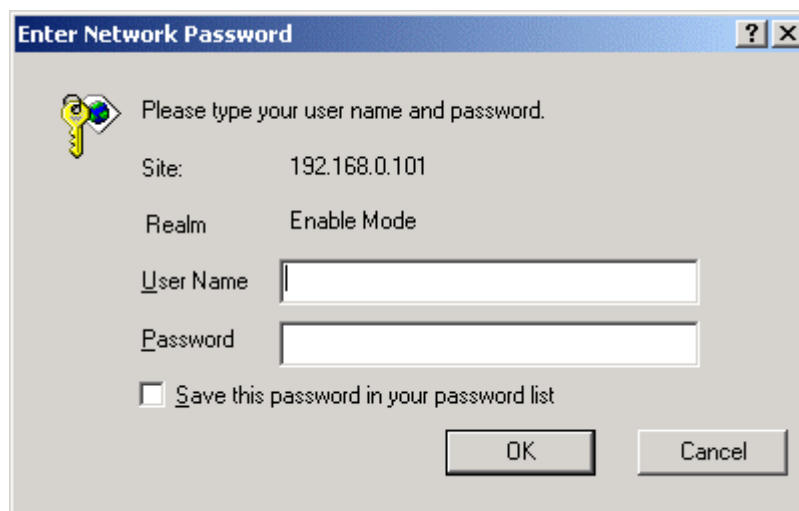 Enter Network Password
Please type your user name and password.
Site: 192.168.0.101
Realm Enable Mode
User Name
Password
Save this password in your password list
OK Cancel